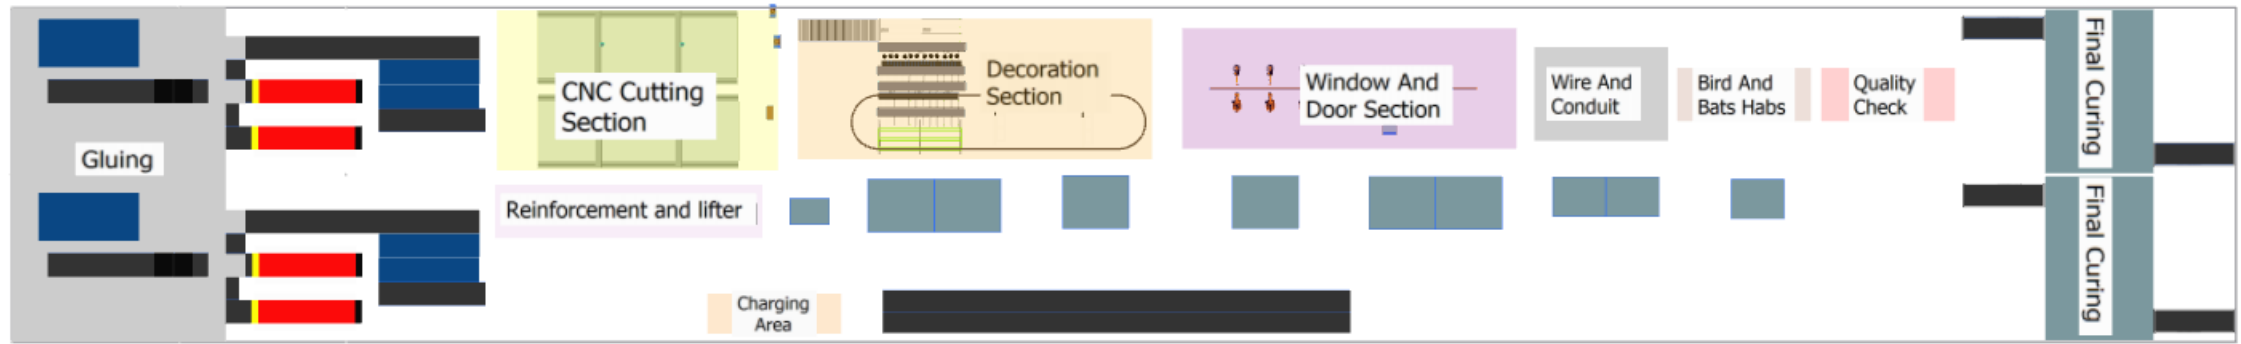 Gluing
CNC Cutting
Section
Reinforcement and lifter
Decoration
Section
Window And
Door Section
Wire And
Conduit
Bird And
Bats Habs
Quality
Check
Final Curing
Final Curing
Charging
Area